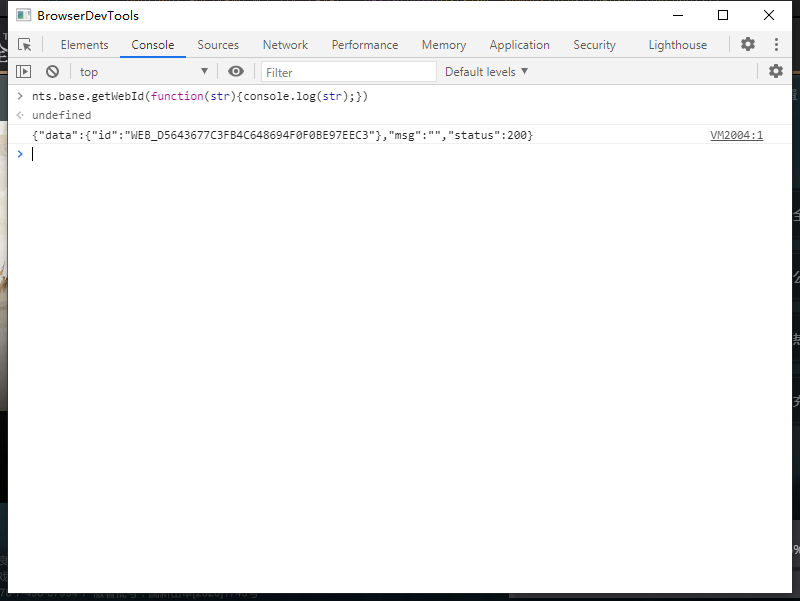 BrowserDevTools
Elements Console Sources Network Performance Memory Application Security Lighthouse
top Filter Default levels
nts.base.getWebId(function(str){console.log(str);})
undefined
{"data":{"id":"WEB_D5643677C3FB4C648694F0F0BE97EEC3"},"msg":"","status":200} VM2004:1